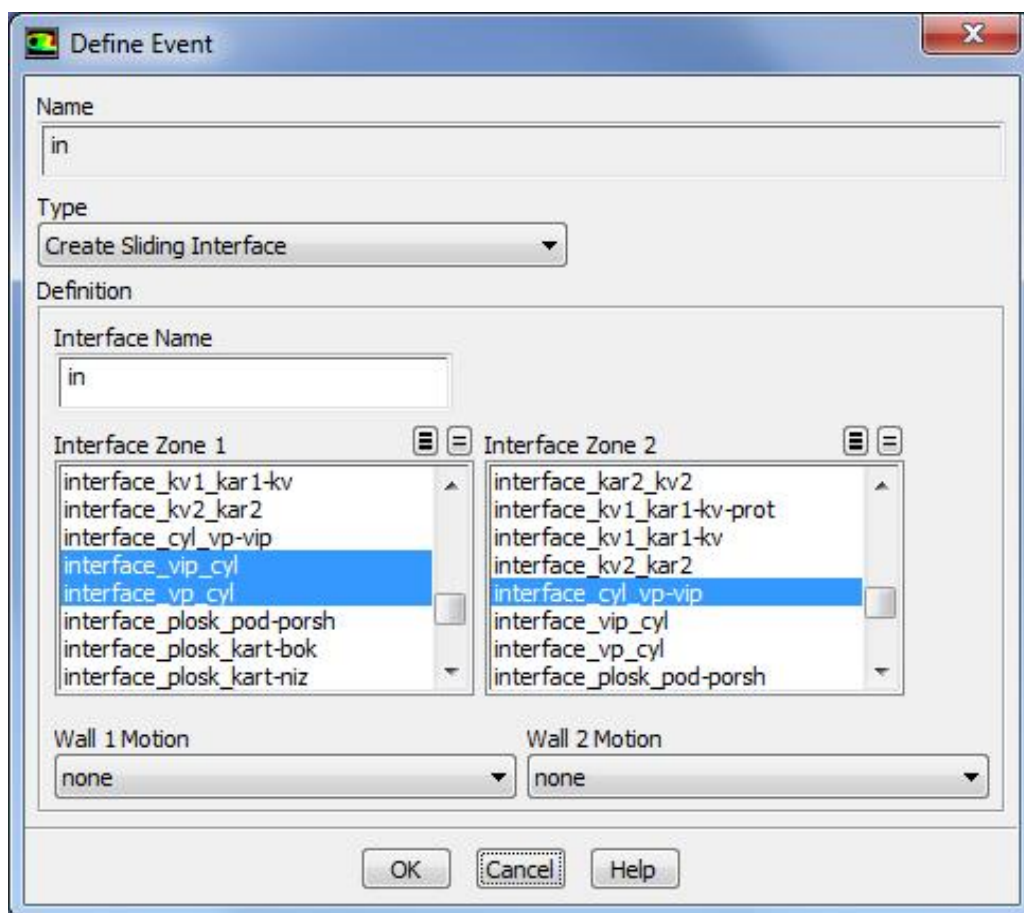 Define Event
Name
in
Type
Create Sliding Interface
Definition
Interface Name
in
Interface Zone 1
interface_kv1_kar1-kv
interface_kv2_kar2
interface_cyl_vp-vip
interface_vip_cyl
interface_vp_cyl
interface_plosk_pod-porsh
interface_plosk_kart-bok
interface_plosk_kart-niz
Interface Zone 2
interface_kar2_kv2
interface_kv1_kar1-kv-prot
interface_kv1_kar1-kv
interface_kv2_kar2
interface_cyl_vp-vip
interface_vip_cyl
interface_vp_cyl
interface_plosk_pod-porsh
Wall 1 Motion
none
Wall 2 Motion
none
OK
Cancel
Help